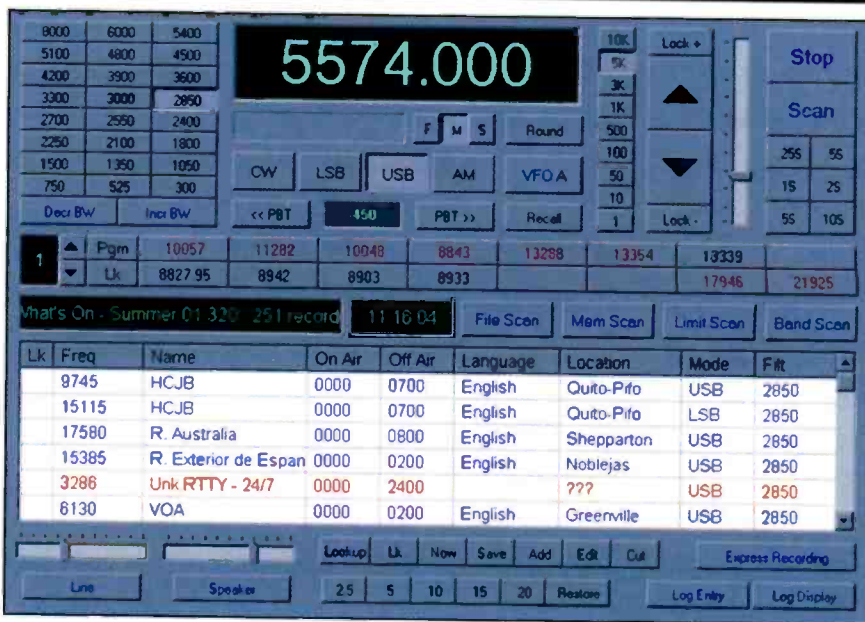 8000 6000 5400
5100 4800 4500
4200 3900 3600
3300 3000 2850
2700 2550 2400
2250 2100 1800
1500 1350 1050
750 525 300
Decr BW Incr BW
5574.000
F M S Round
CW LSB USB AM VFO A
<< PBT 450 PBT >> Recall
10K
5K
3K
1K
500
100
50
10
1
Lock +
Lock -
Stop
Scan
25S 5S
1S 2S
5S 10S
1
Pgm 10057 11282 10048 8843 13288 13354 13339
Lk 8827.95 8942 8903 8933 17946 21925
What's On - Summer 01.320 251 record 11 16 04 File Scan Mem Scan Limit Scan Band Scan
Lk Freq Name On Air Off Air Language Location Mode Filt
9745 HCJB 0000 0700 English Quito-Pifo USB 2850
15115 HCJB 0000 0700 English Quito-Pifo LSB 2850
17580 R. Australia 0000 0800 English Shepparton USB 2850
15385 R. Exterior de Espan 0000 0200 English Noblejas USB 2850
3286 Unk RTTY - 24/7 0000 2400 ??? USB 2850
6130 VOA 0000 0200 English Greenville USB 2850
Lookup Lk Now Save Add Edit Cut Express Recording
Line Speaker 2.5 5 10 15 20 Restore Log Entry Log Display